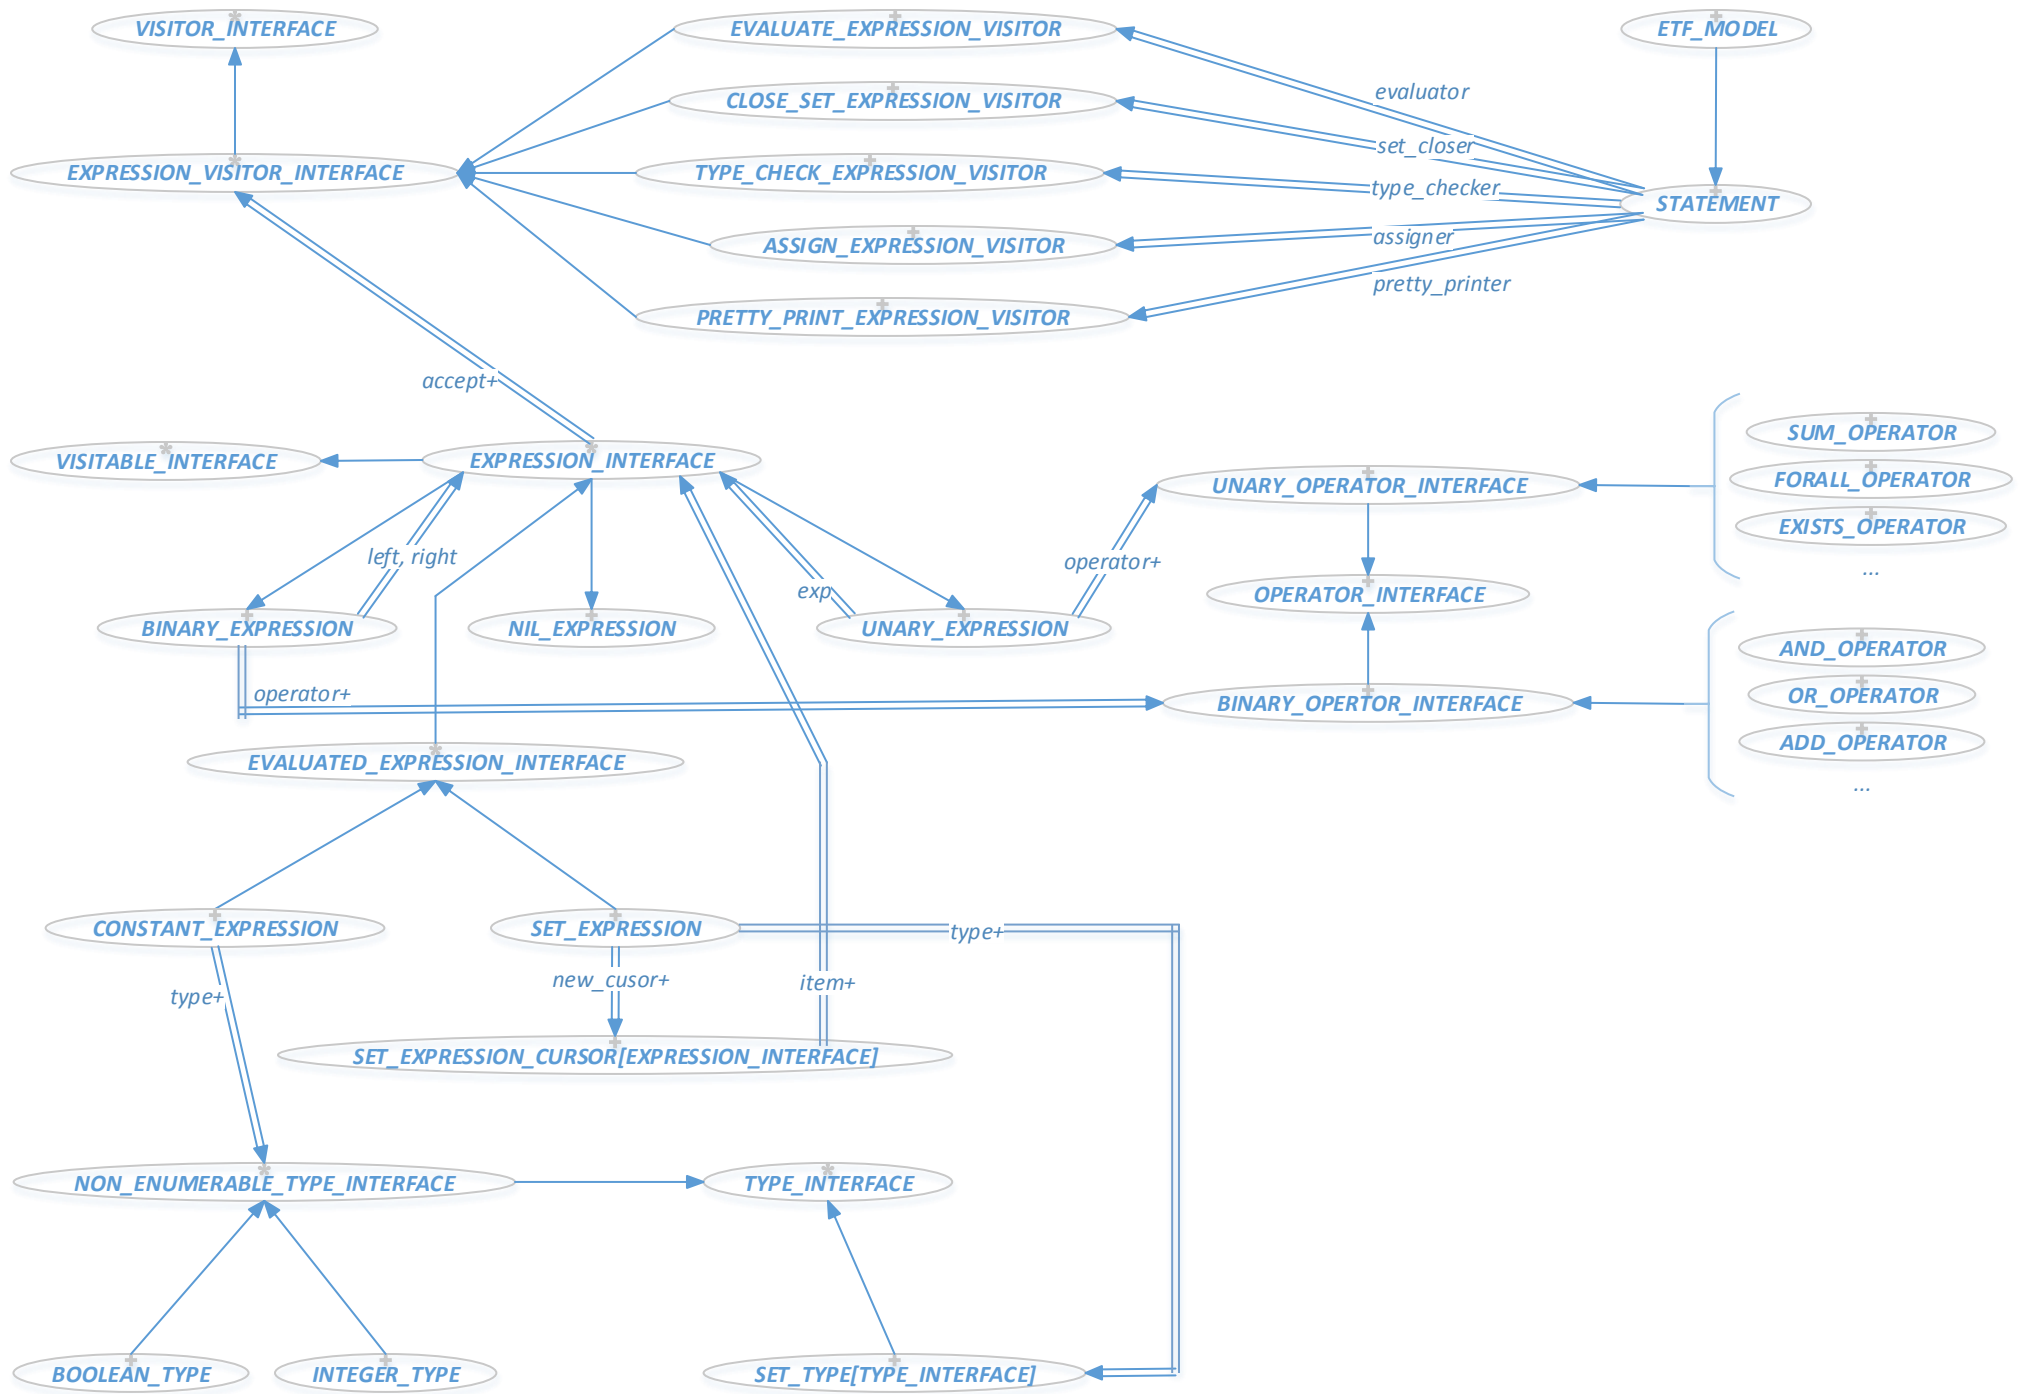 VISITOR_INTERFACE
EVALUATE_EXPRESSION_VISITOR
ETF_MODEL
evaluator
CLOSE_SET_EXPRESSION_VISITOR
set_closer
EXPRESSION_VISITOR_INTERFACE
TYPE_CHECK_EXPRESSION_VISITOR
type_checker
STATEMENT
ASSIGN_EXPRESSION_VISITOR
assigner
pretty_printer
PRETTY_PRINT_EXPRESSION_VISITOR
accept+
VISITABLE_INTERFACE
EXPRESSION_INTERFACE
UNARY_OPERATOR_INTERFACE
SUM_OPERATOR
FORALL_OPERATOR
EXISTS_OPERATOR
...
left, right
exp
operator+
OPERATOR_INTERFACE
BINARY_EXPRESSION
NIL_EXPRESSION
UNARY_EXPRESSION
operator+
BINARY_OPERTOR_INTERFACE
AND_OPERATOR
OR_OPERATOR
ADD_OPERATOR
...
EVALUATED_EXPRESSION_INTERFACE
CONSTANT_EXPRESSION
SET_EXPRESSION
type+
type+
new_cusor+
item+
SET_EXPRESSION_CURSOR[EXPRESSION_INTERFACE]
NON_ENUMERABLE_TYPE_INTERFACE
TYPE_INTERFACE
BOOLEAN_TYPE
INTEGER_TYPE
SET_TYPE[TYPE_INTERFACE]